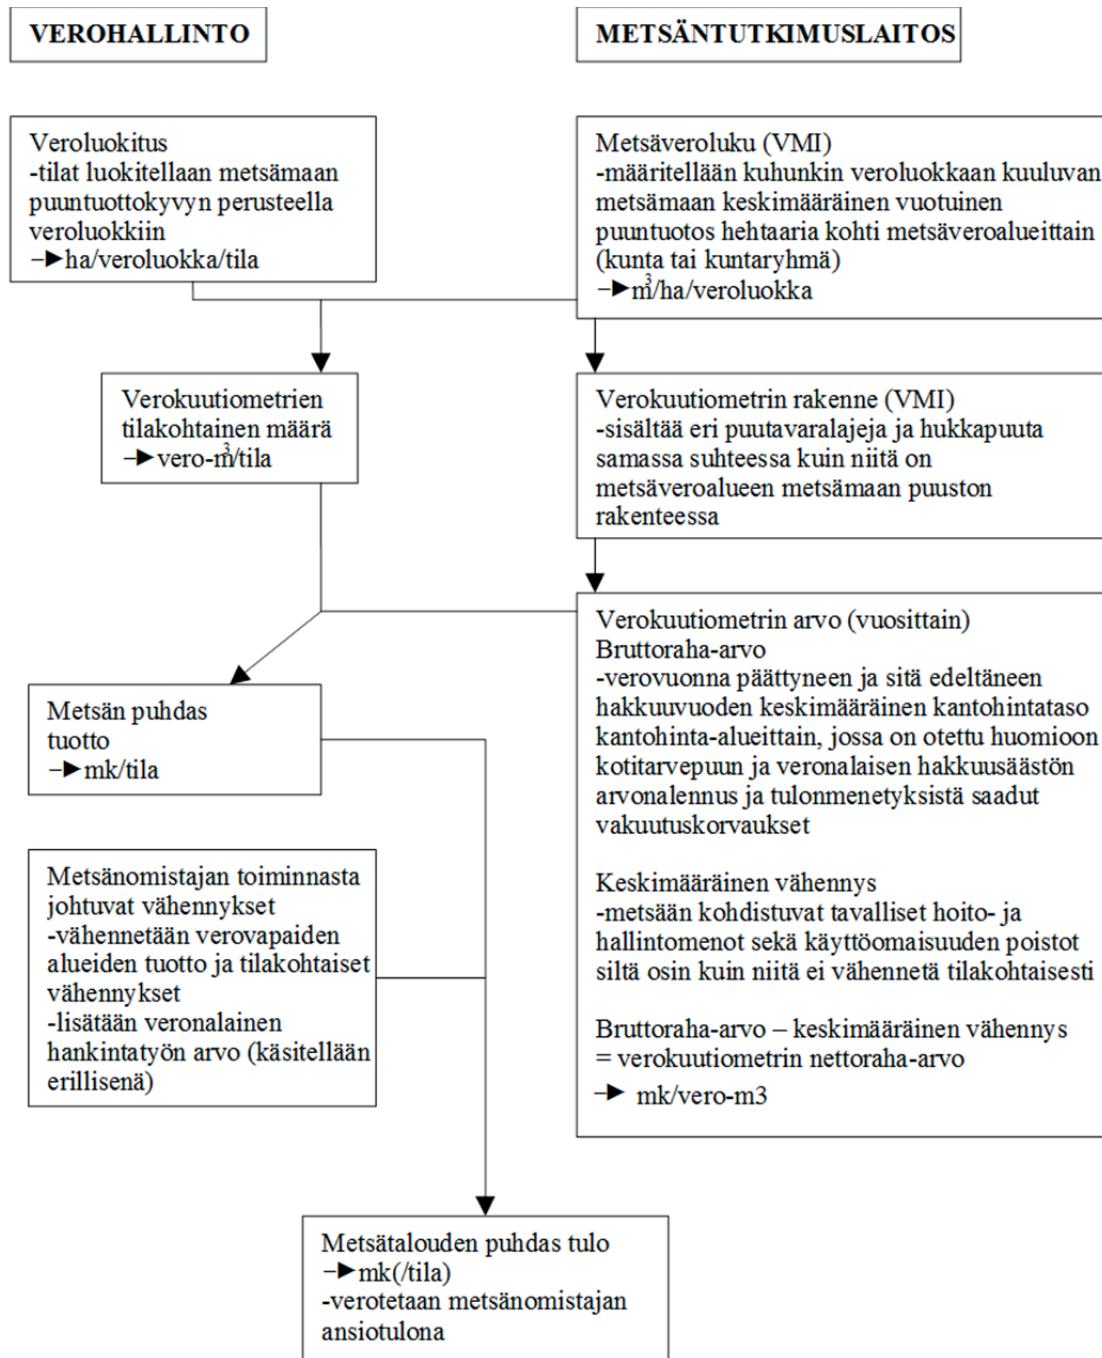 VEROHALLINTO
METSÄNTUTKIMUSLAITOS
Veroluokitus
-tilat luokitellaan metsämaan
puuntuottokyvyn perusteella
veroluokkiin
→ha/veroluokka/tila
Metsäveroluku (VMI)
-määritellään kuhunkin veroluokkaan kuuluvan
metsämaan keskimääräinen vuotuinen
puuntuotos hehtaaria kohti metsäveroalueittain
(kunta tai kuntaryhmä)
→m³/ha/veroluokka
Verokuutiometrien
tilakohtainen määrä
→vero-m³/tila
Verokuutiometrin rakenne (VMI)
-sisältää eri puutavaralajeja ja hukkapuuta
samassa suhteessa kuin niitä on
metsäveroalueen metsämaan puuston
rakenteessa
Verokuutiometrin arvo (vuosittain)
Bruttoraha-arvo
-verovuonna päättyneen ja sitä edeltäneen
hakkuuvuoden keskimääräinen kantohintataso
kantohinta-alueittain, jossa on otettu huomioon
kotitarvepuun ja veronalaisen hakkuusäästön
arvonalennus ja tulonmenetyksistä saadut
vakuutuskorvaukset
Keskimääräinen vähennys
-metsään kohdistuvat tavalliset hoito- ja
hallintomenot sekä käyttöomaisuuden poistot
siltä osin kuin niitä ei vähennetä tilakohtaisesti
Bruttoraha-arvo – keskimääräinen vähennys
= verokuutiometrin nettoraha-arvo
→ mk/vero-m3
Metsän puhdas
tuotto
→mk/tila
Metsänomistajan toiminnasta
johtuvat vähennykset
-vähennetään verovapaiden
alueiden tuotto ja tilakohtaiset
vähennykset
-lisätään veronalainen
hankintatyön arvo (käsitellään
erillisenä)
Metsätalouden puhdas tulo
→mk(/tila)
-verotetaan metsänomistajan
ansiotulona